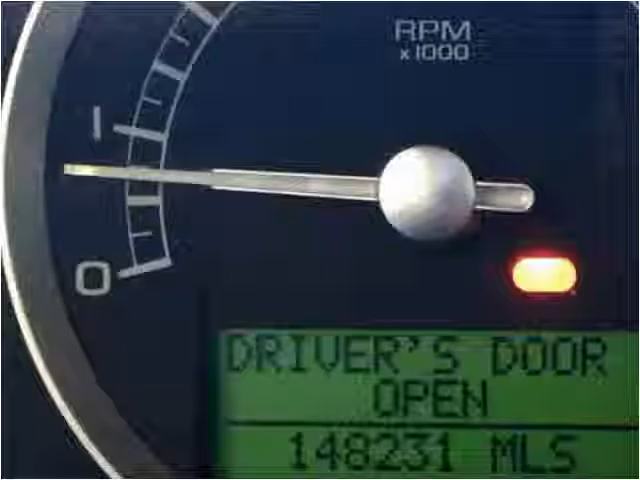 RPM
x1000
1
0
DRIVER'S DOOR
OPEN
148231 MLS